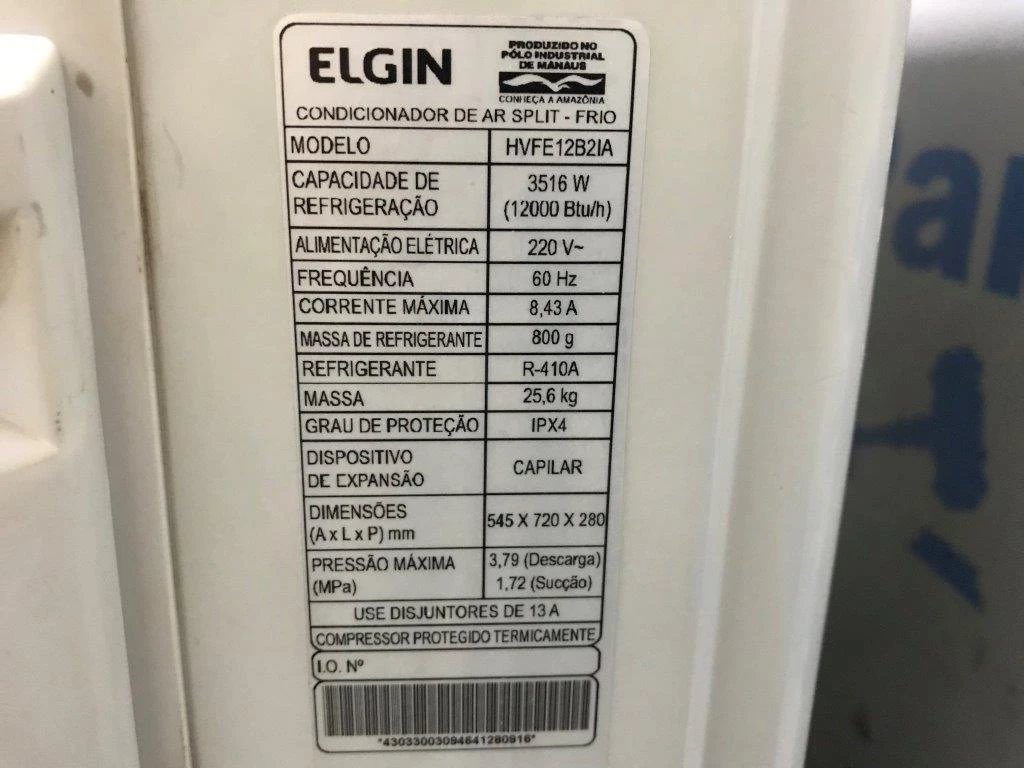 ELGIN
PRODUZIDO NO
PÓLO INDUSTRIAL
DE MANAUS
CONHEÇA A AMAZÔNIA
CONDICIONADOR DE AR SPLIT - FRIO
MODELO HVFE12B2IA
CAPACIDADE DE
REFRIGERAÇÃO
3516 W
(12000 Btu/h)
ALIMENTAÇÃO ELÉTRICA 220 V~
FREQUÊNCIA 60 Hz
CORRENTE MÁXIMA 8,43 A
MASSA DE REFRIGERANTE 800 g
REFRIGERANTE R-410A
MASSA 25,6 kg
GRAU DE PROTEÇÃO IPX4
DISPOSITIVO
DE EXPANSÃO
CAPILAR
DIMENSÕES
(A x L x P) mm
545 X 720 X 280
PRESSÃO MÁXIMA
(MPa)
3,79 (Descarga)
1,72 (Sucção)
USE DISJUNTORES DE 13 A
COMPRESSOR PROTEGIDO TERMICAMENTE
I.O. Nº
*43033003094641280916*